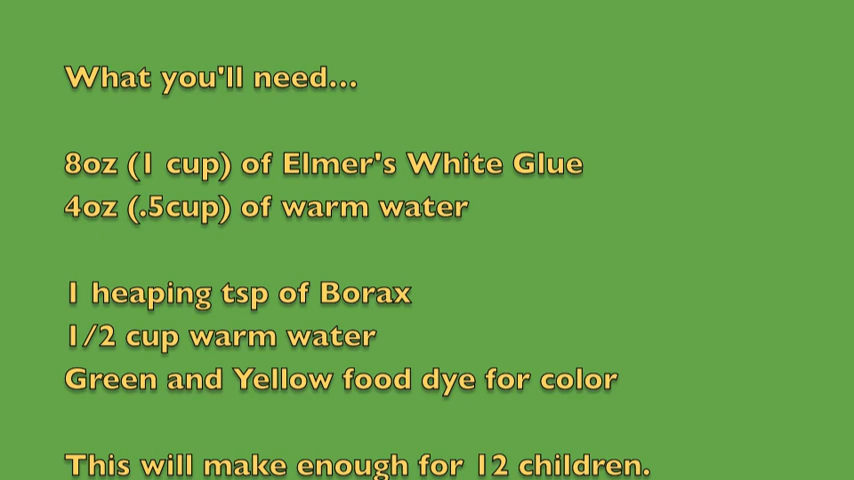 What you'll need...
8oz (1 cup) of Elmer's White Glue
4oz (.5cup) of warm water
1 heaping tsp of Borax
1/2 cup warm water
Green and Yellow food dye for color
This will make enough for 12 children.